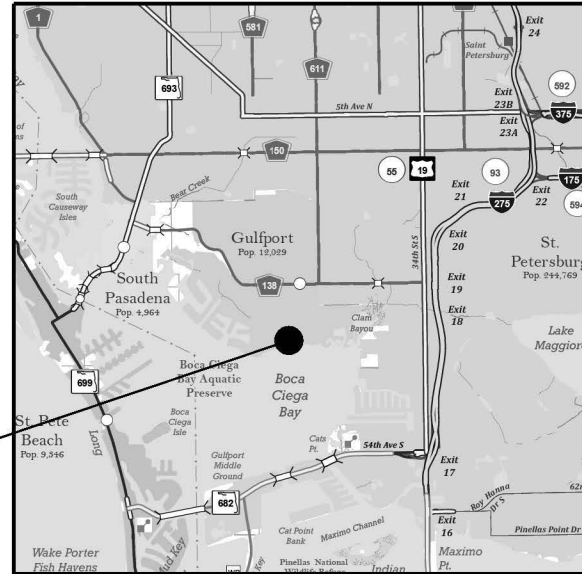 1
581
Exit
24
Saint
Petersburg
611
693
592
5th Ave N
Exit
23B
375
Exit
23A
150
55
19
93
Exit
21
275
Exit
22
175
594
Bear Creek
South
Causeway
Isles
34th St S
Exit
20
Gulfport
Pop. 12,029
St.
Petersburg
Pop. 244,769
South
Pasadena
Pop. 4,964
138
Exit
19
Exit
18
Clam
Bayou
Lake
Maggiore
Boca Ciega
Bay Aquatic
Preserve
Boca
Ciega
Bay
699
St. Pete
Beach
Pop. 9,346
Long
Boca
Ciega
Isle
Cats
Pt.
54th Ave S
Gulfport
Middle
Ground
Exit
17
682
Roy Hanna
Dr S
62n
Exit
16
Pinellas Point Dr
Cat Point
Bank
Maximo Channel
Mud Key
Key
Wake Porter
Fish Havens
Pinellas National
Wildlife Refuge
Indian
Maximo
Pt.